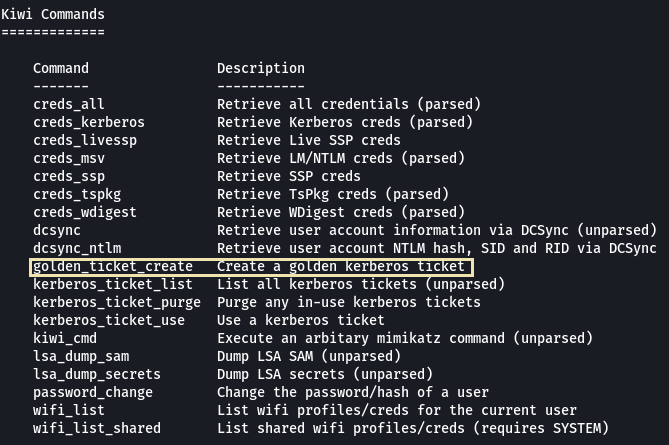 Kiwi Commands
=============
Command Description
------- -----------
creds_all Retrieve all credentials (parsed)
creds_kerberos Retrieve Kerberos creds (parsed)
creds_livessp Retrieve Live SSP creds
creds_msv Retrieve LM/NTLM creds (parsed)
creds_ssp Retrieve SSP creds
creds_tspkg Retrieve TsPkg creds (parsed)
creds_wdigest Retrieve WDigest creds (parsed)
dcsync Retrieve user account information via DCSync (unparsed)
dcsync_ntlm Retrieve user account NTLM hash, SID and RID via DCSync
golden_ticket_create Create a golden kerberos ticket
kerberos_ticket_list List all kerberos tickets (unparsed)
kerberos_ticket_purge Purge any in-use kerberos tickets
kerberos_ticket_use Use a kerberos ticket
kiwi_cmd Execute an arbitary mimikatz command (unparsed)
lsa_dump_sam Dump LSA SAM (unparsed)
lsa_dump_secrets Dump LSA secrets (unparsed)
password_change Change the password/hash of a user
wifi_list List wifi profiles/creds for the current user
wifi_list_shared List shared wifi profiles/creds (requires SYSTEM)